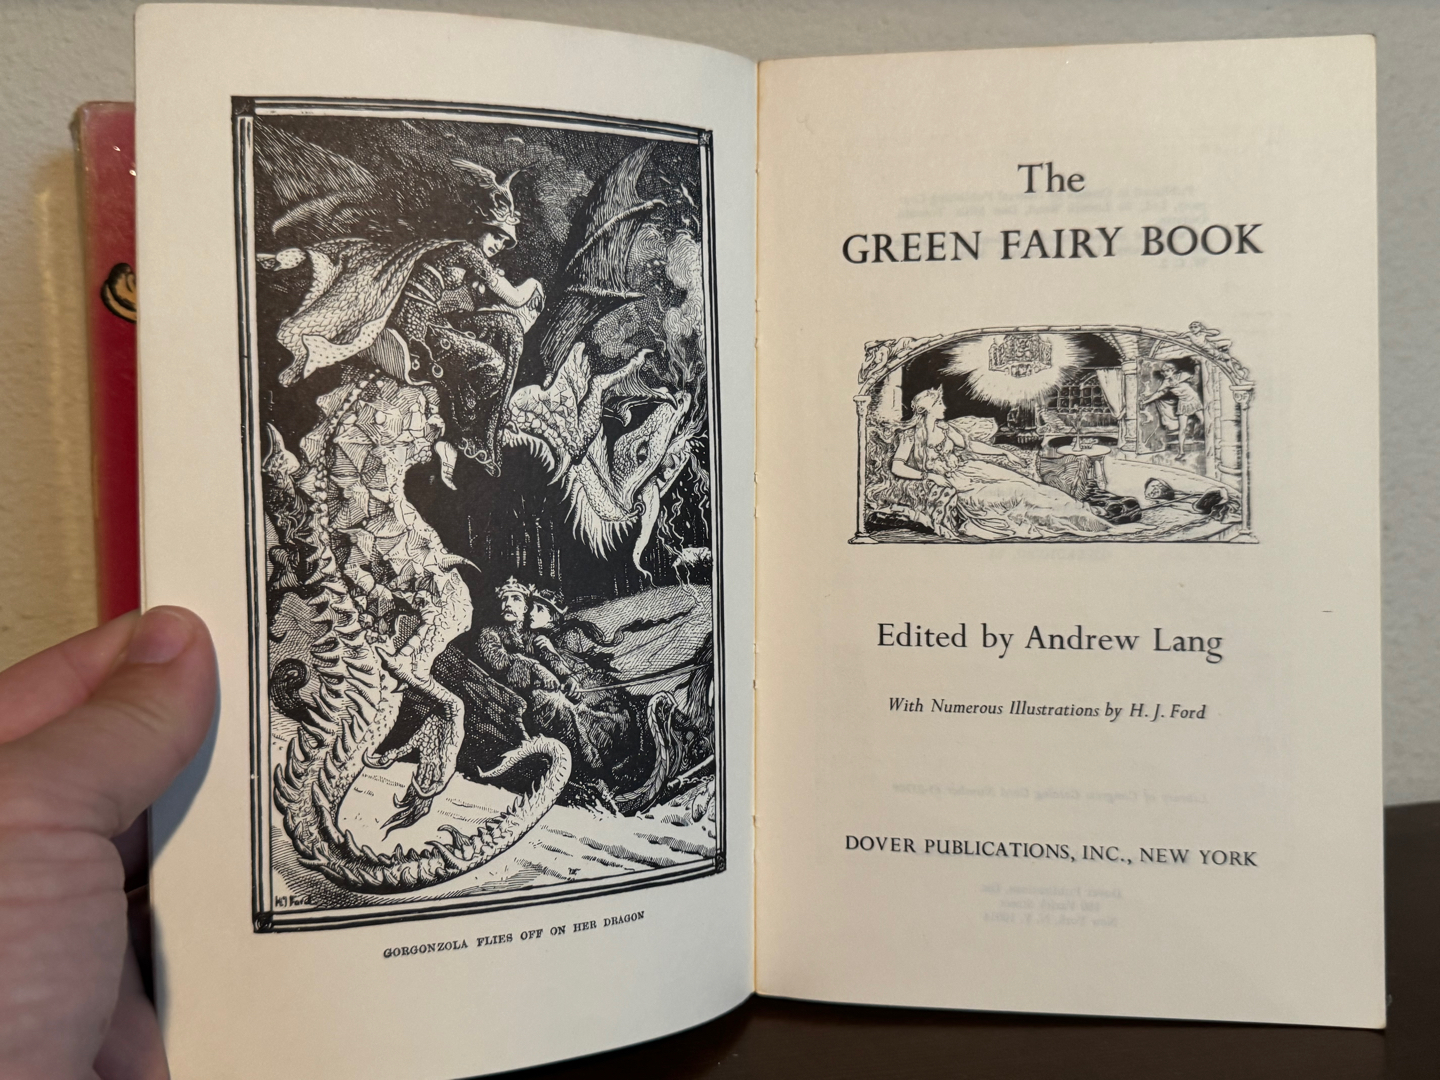 H.J Ford
GORGONZOLA FLIES OFF ON HER DRAGON
The
GREEN FAIRY BOOK
Edited by Andrew Lang
With Numerous Illustrations by H. J. Ford
DOVER PUBLICATIONS, INC., NEW YORK